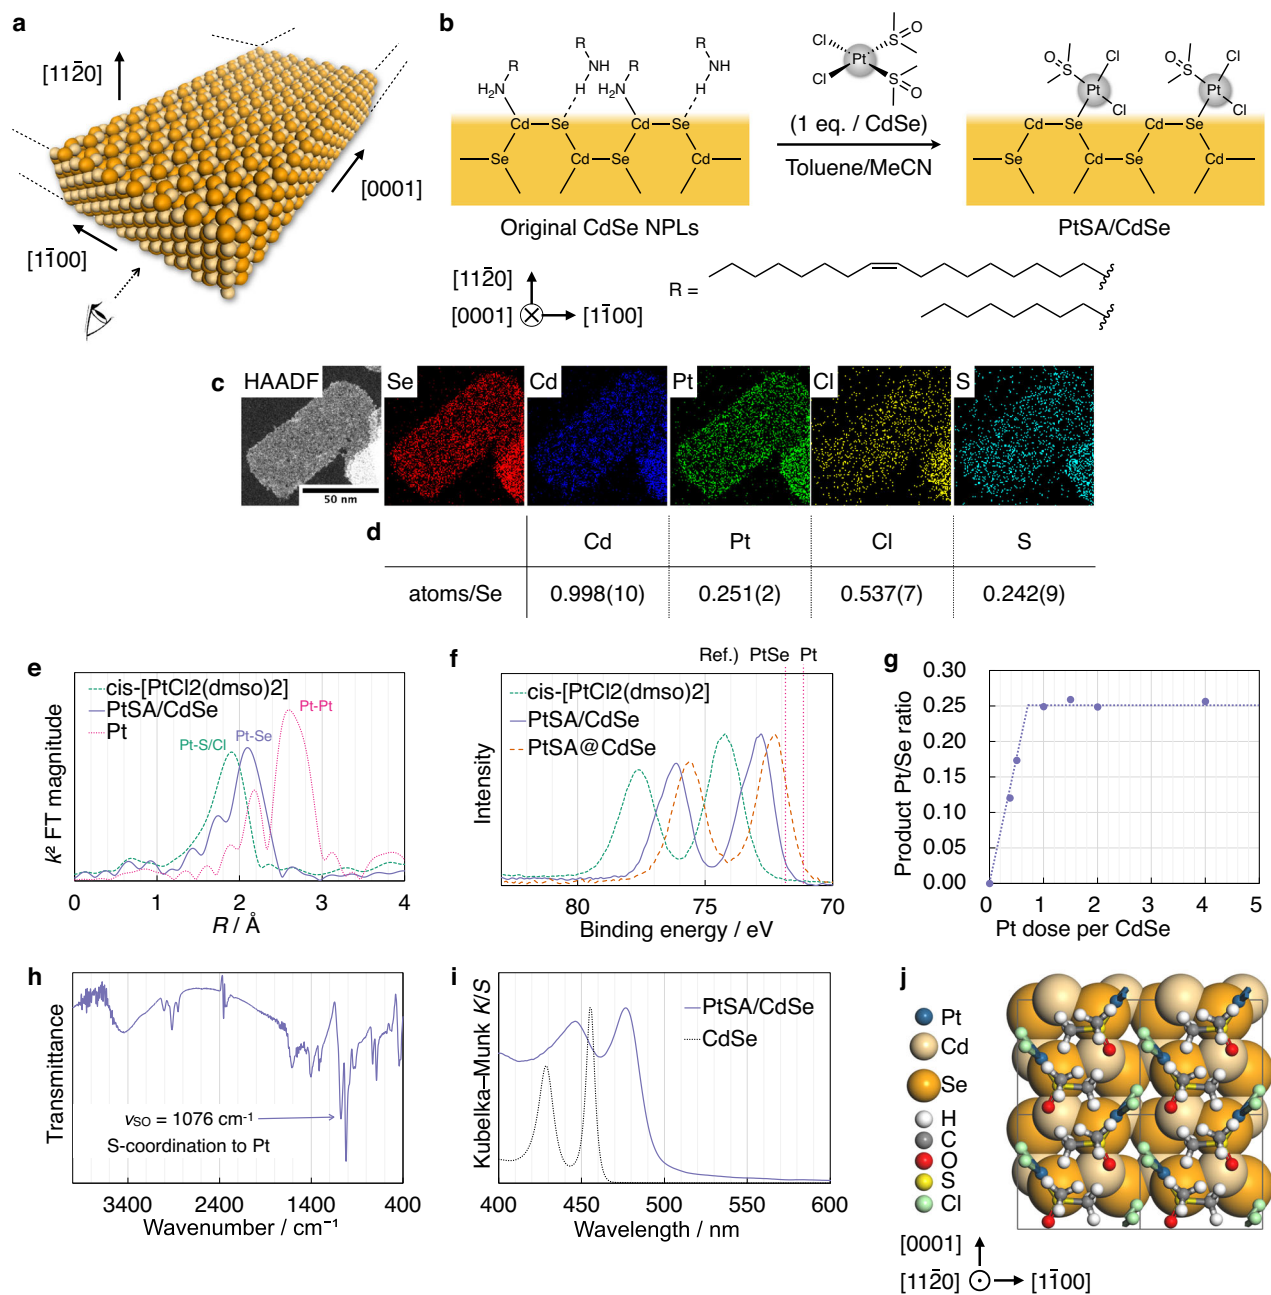 a
[112̄0]
[0001]
[11̄00]
b
R
NH
H
R
H₂N
R
NH
H
R
H₂N
Cd
Se
Cd
Se
Se
Cd
Se
Cd
Original CdSe NPLs
Cl
Cl
Pt
S
O
S
O
(1 eq. / CdSe)
Toluene/MeCN
O
S
Cl
Pt
Cl
O
S
Cl
Pt
Cl
Cd
Se
Cd
Se
Se
Cd
Se
Cd
PtSA/CdSe
[112̄0]
[0001]
[11̄00]
R =
c
HAADF
50 nm
Se
Cd
Pt
Cl
S
d
Cd Pt Cl S
atoms/Se 0.998(10) 0.251(2) 0.537(7) 0.242(9)
e
cis-[PtCl2(dmso)2]
PtSA/CdSe
Pt
Pt-Pt
Pt-S/Cl
Pt-Se
k² FT magnitude
0 1 2 3 4
R / Å
f
Ref.) PtSe Pt
cis-[PtCl2(dmso)2]
PtSA/CdSe
PtSA@CdSe
Intensity
80 75 70
Binding energy / eV
g
Product Pt/Se ratio
0.30
0.25
0.20
0.15
0.10
0.05
0.00
0 1 2 3 4 5
Pt dose per CdSe
h
Transmittance
νSO = 1076 cm⁻¹
S-coordination to Pt
3400 2400 1400 400
Wavenumber / cm⁻¹
i
Kubelka–Munk K/S
PtSA/CdSe
CdSe
400 450 500 550 600
Wavelength / nm
j
Pt
Cd
Se
H
C
O
S
Cl
[0001]
[112̄0]
[11̄00]